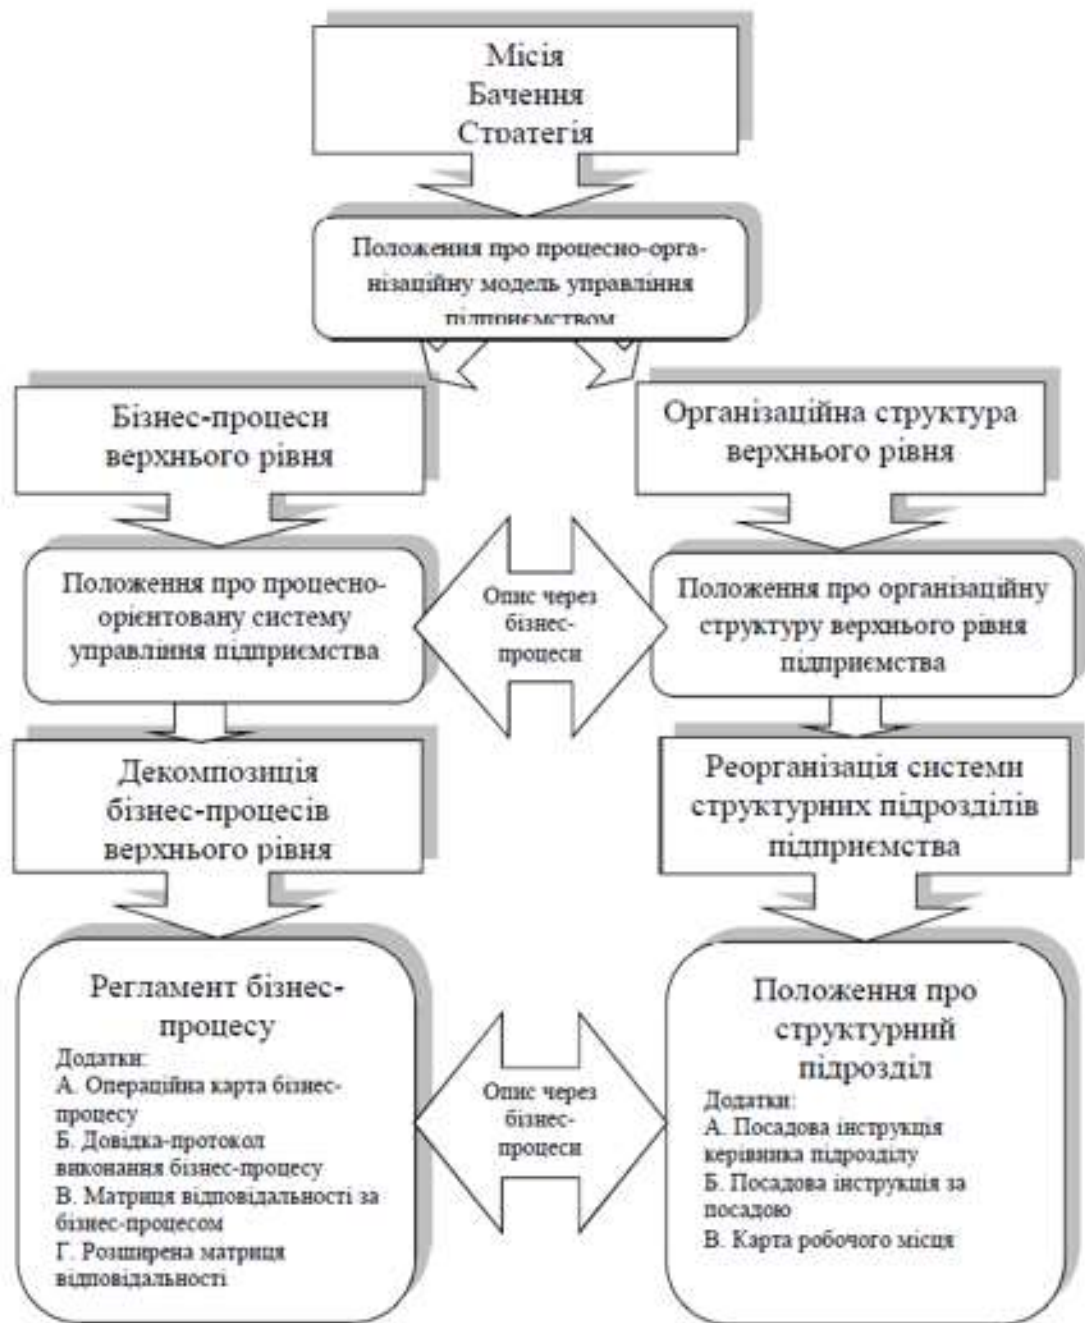 Місія
Бачення
Стратегія
Положення про процесно-орга-
нізаційну модель управління
підприємством
Бізнес-процеси
верхнього рівня
Організаційна структура
верхнього рівня
Положення про процесно-
орієнтовану систему
управління підприємства
Опис через
бізнес-
процеси
Положення про організаційну
структуру верхнього рівня
підприємства
Декомпозиція
бізнес-процесів
верхнього рівня
Реорганізація системи
структурних підрозділів
підприємства
Регламент бізнес-
процесу
Додатки:
А. Операційна карта бізнес-
процесу
Б. Довідка-протокол
виконання бізнес-процесу
В. Матриця відповідальності за
бізнес-процесом
Г. Розширена матриця
відповідальності
Опис через
бізнес-
процеси
Положення про
структурний
підрозділ
Додатки:
А. Посадова інструкція
керівника підрозділу
Б. Посадова інструкція за
посадою
В. Карта робочого місця